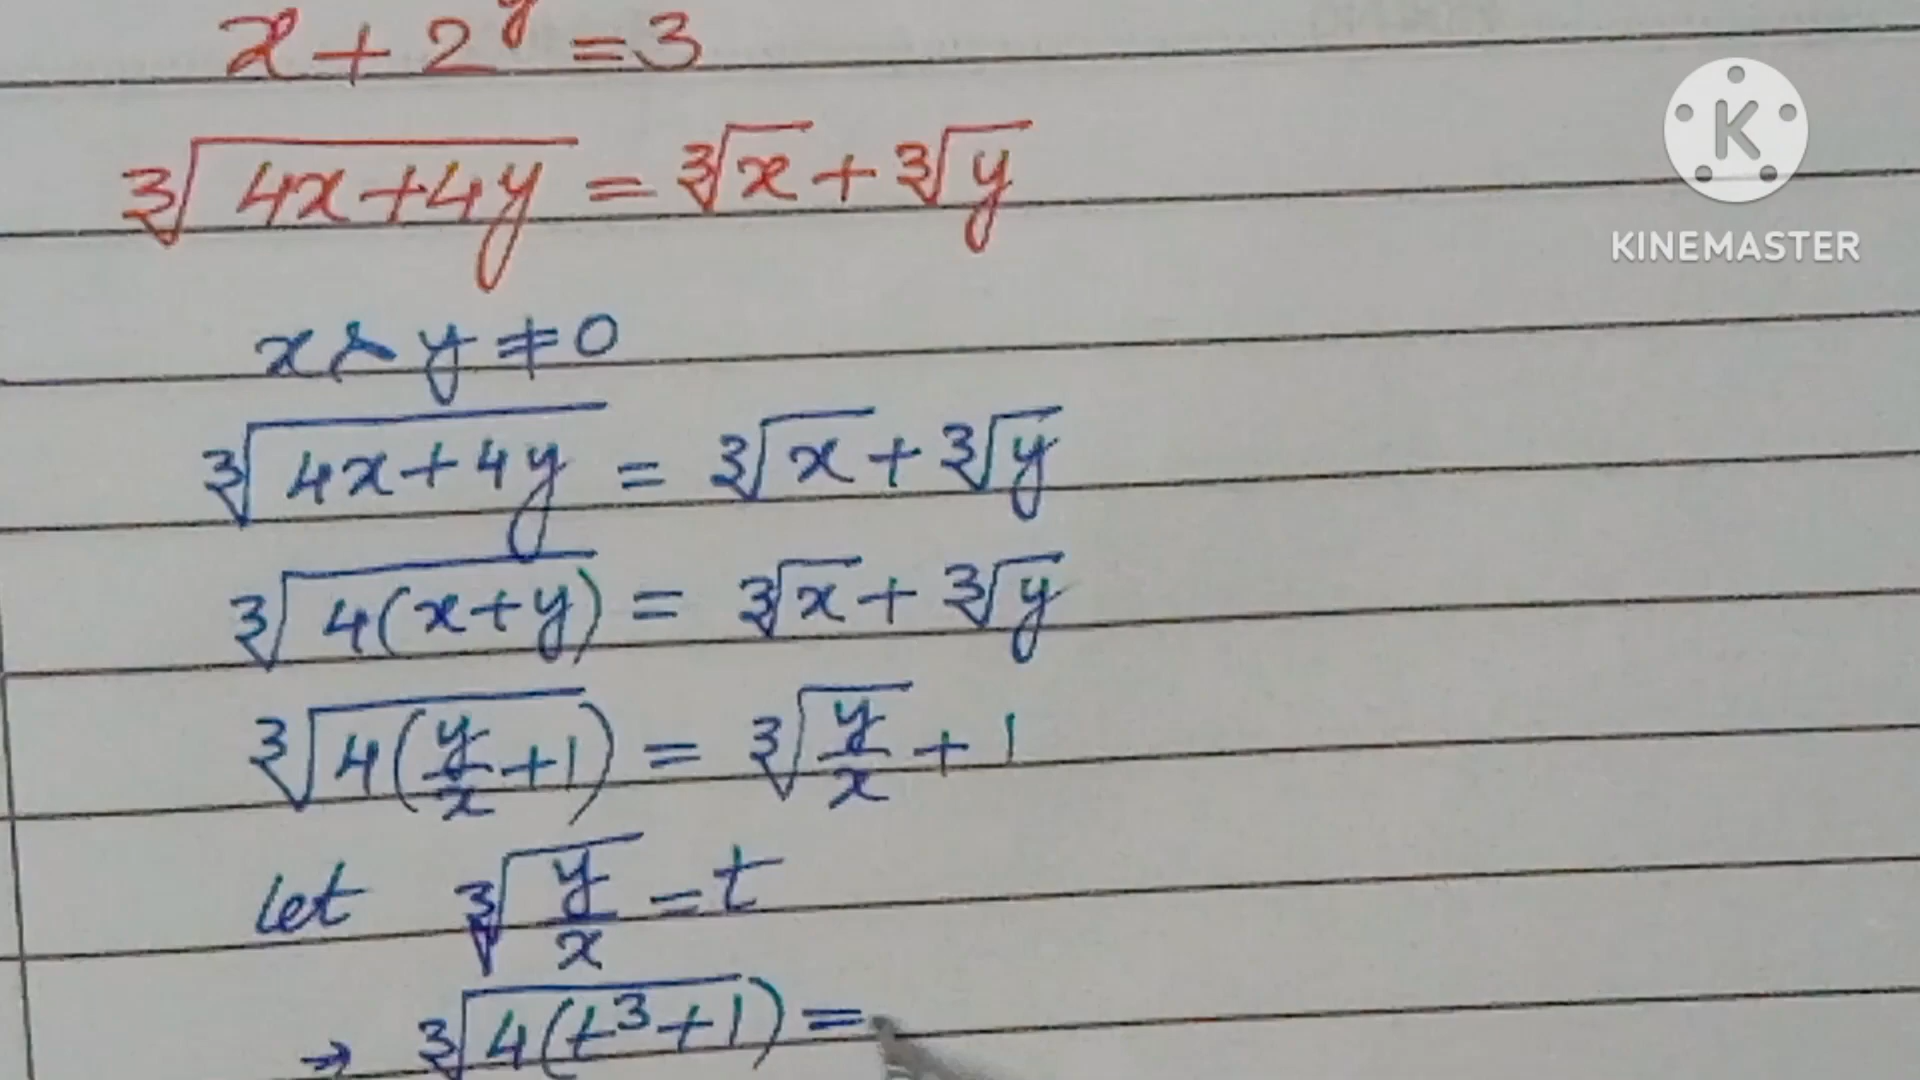 x + 2^y = 3
∛(4x+4y) = ∛x + ∛y
K
KINEMASTER
x & y ≠ 0
∛(4x+4y) = ∛x + ∛y
∛(4(x+y)) = ∛x + ∛y
∛(4(y/x+1)) = ∛(y/x) + 1
Let ∛(y/x) = t
→ ∛(4(t³+1)) =